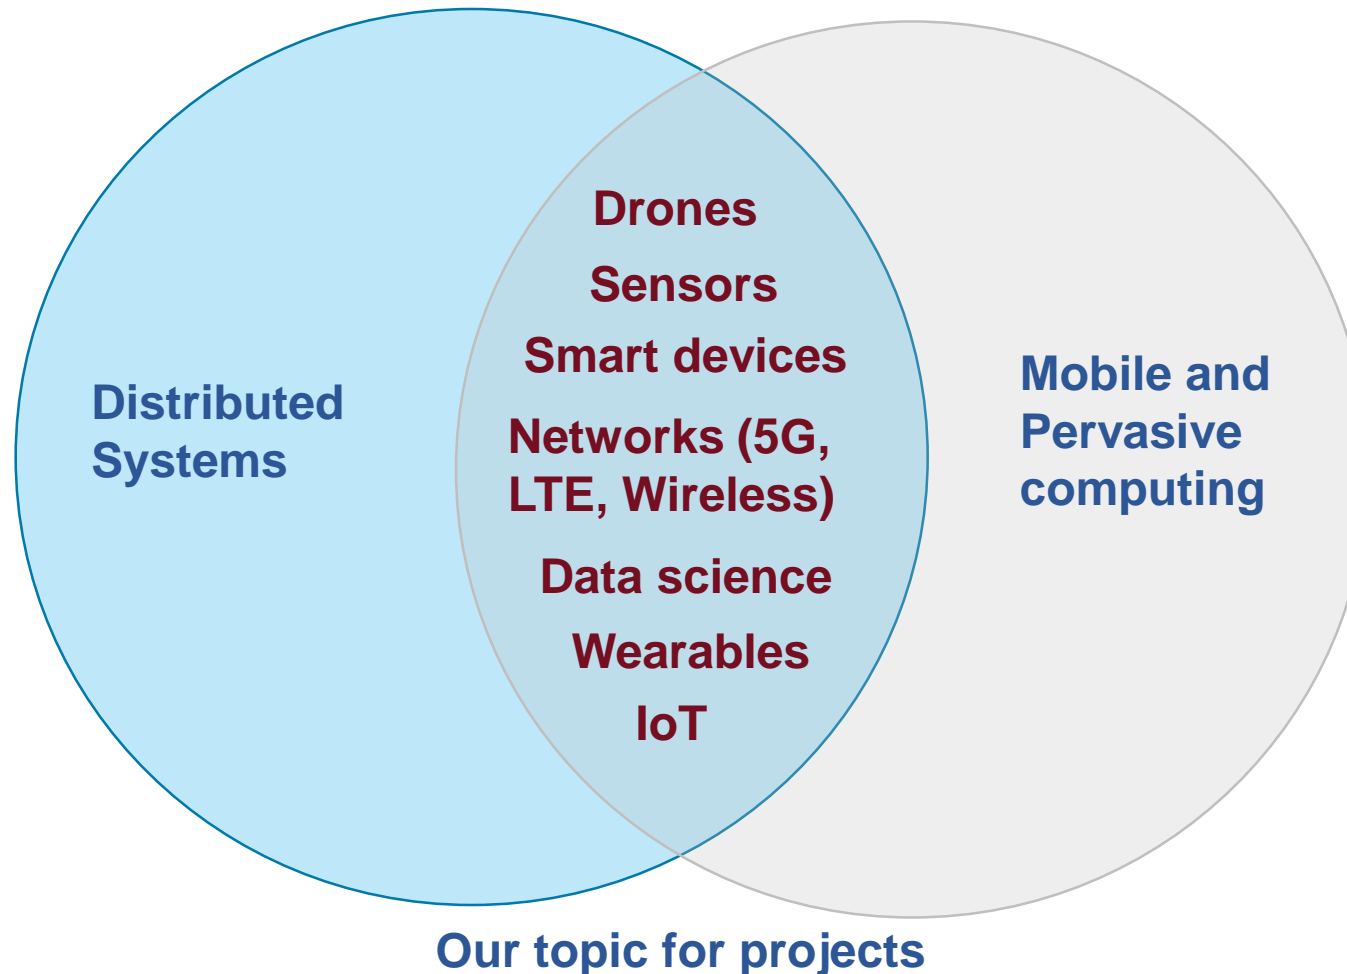 Drones
Sensors
Smart devices
Networks (5G,
LTE, Wireless)
Data science
Wearables
IoT
Distributed
Systems
Mobile and
Pervasive
computing
Our topic for projects